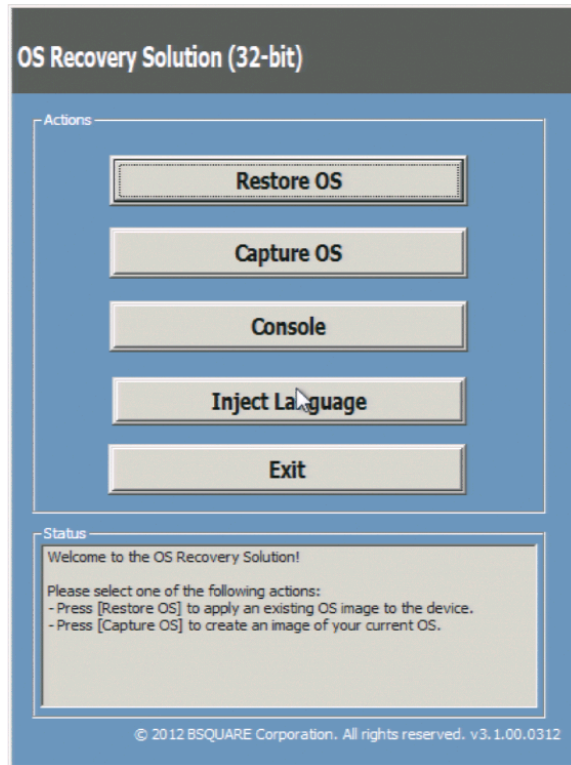 OS Recovery Solution (32-bit)
Actions
Restore OS
Capture OS
Console
Inject Language
Exit
Status
Welcome to the OS Recovery Solution!
Please select one of the following actions:
- Press [Restore OS] to apply an existing OS image to the device.
- Press [Capture OS] to create an image of your current OS.
© 2012 BSQUARE Corporation. All rights reserved. v3.1.00.0312